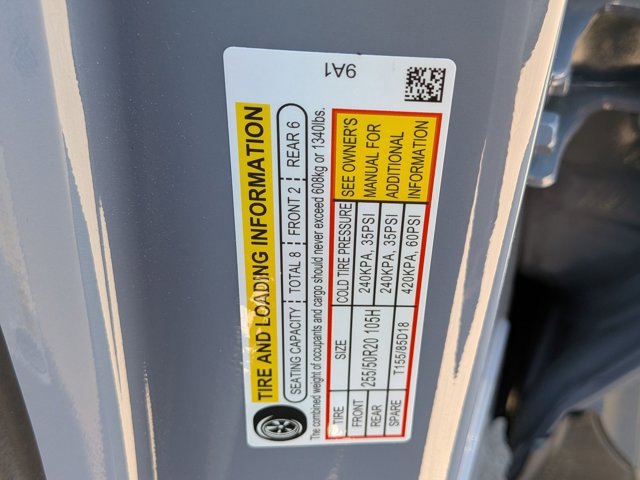 TIRE AND LOADING INFORMATION
SEATING CAPACITY TOTAL 8 FRONT 2 REAR 6
The combined weight of occupants and cargo should never exceed 608kg or 1340lbs.
TIRE SIZE COLD TIRE PRESSURE SEE OWNER'S
FRONT 255/50R20 105H 240KPA, 35PSI MANUAL FOR
REAR 240KPA, 35PSI ADDITIONAL
SPARE T155/85D18 420KPA, 60PSI INFORMATION
9A1